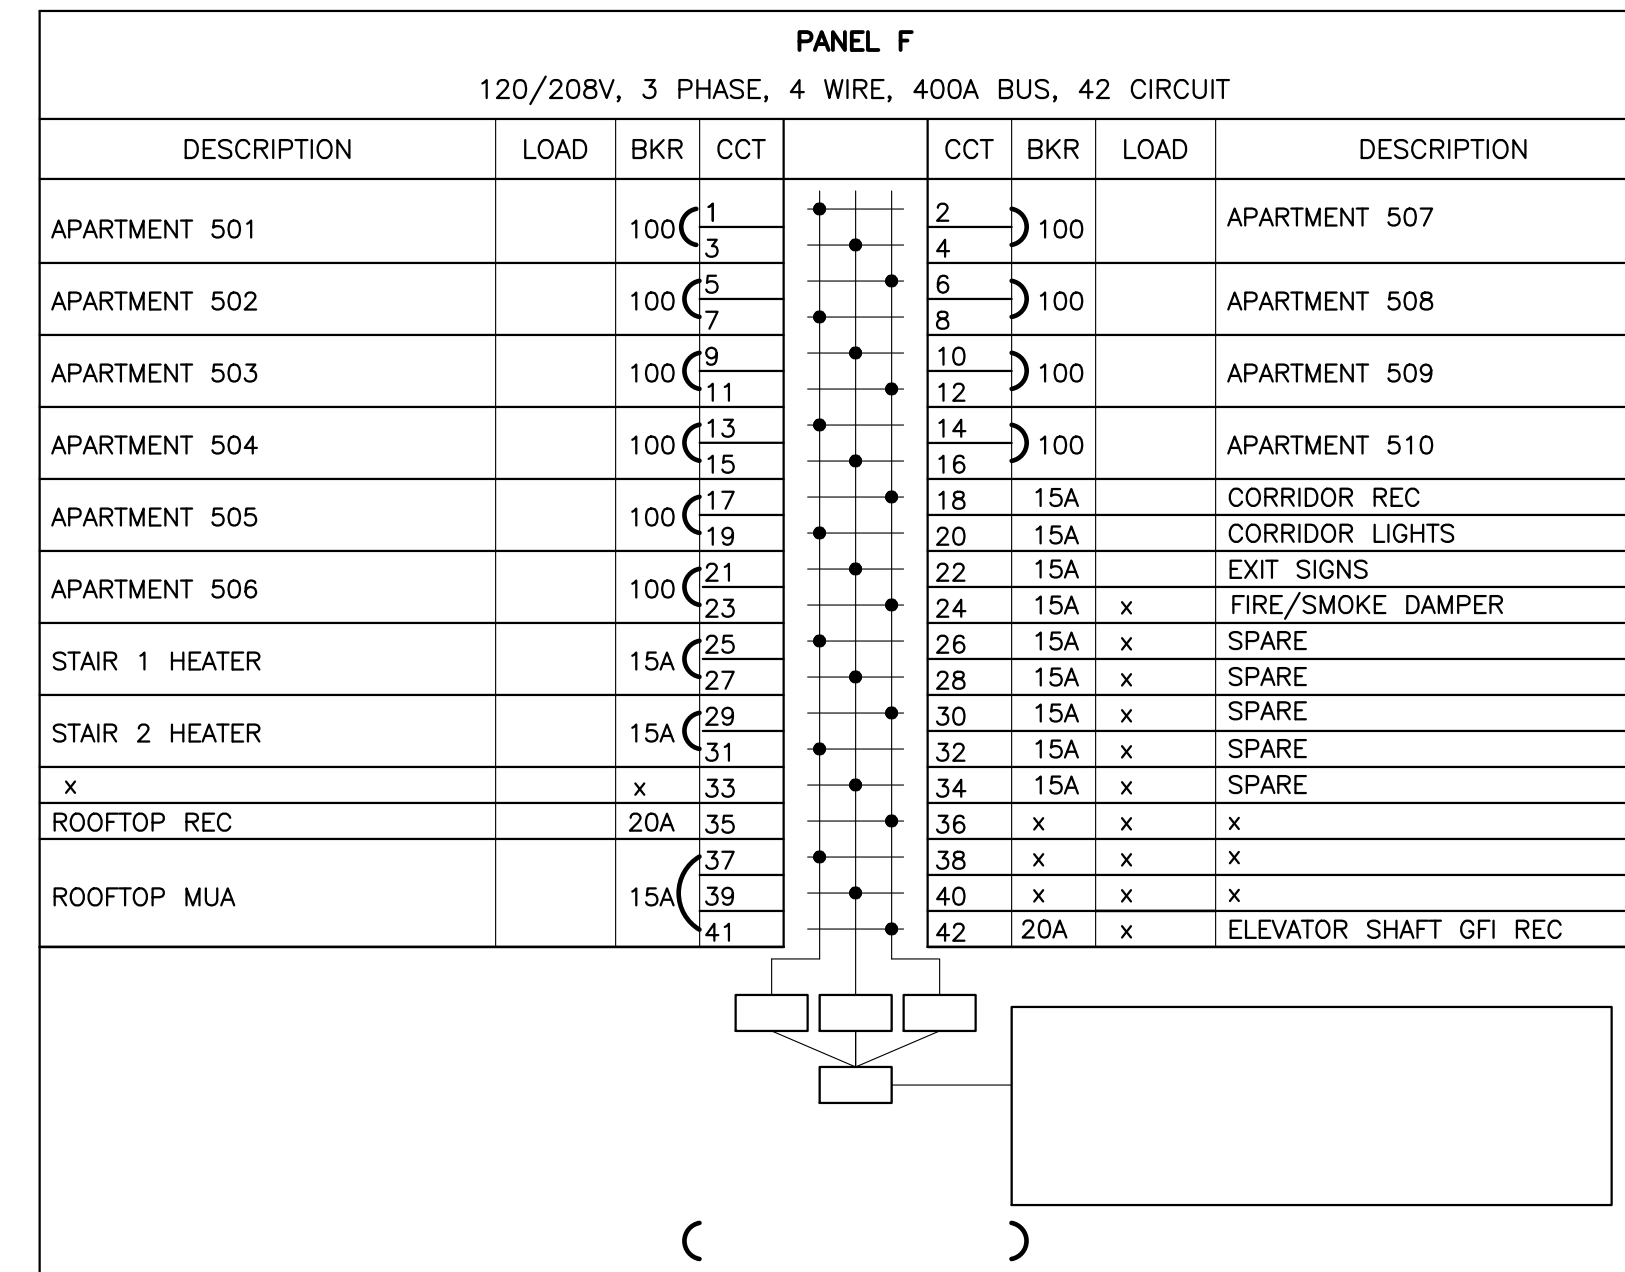 PANEL F
120/208V, 3 PHASE, 4 WIRE, 400A BUS, 42 CIRCUIT
DESCRIPTION LOAD BKR CCT CCT BKR LOAD DESCRIPTION
APARTMENT 501 100 1 3 2 4 100 APARTMENT 507
APARTMENT 502 100 5 7 6 8 100 APARTMENT 508
APARTMENT 503 100 9 11 10 12 100 APARTMENT 509
APARTMENT 504 100 13 15 14 16 100 APARTMENT 510
APARTMENT 505 100 17 18 15A CORRIDOR REC
19 20 15A CORRIDOR LIGHTS
APARTMENT 506 100 21 22 15A EXIT SIGNS
23 24 15A x FIRE/SMOKE DAMPER
STAIR 1 HEATER 15A 25 26 15A x SPARE
27 28 15A x SPARE
STAIR 2 HEATER 15A 29 30 15A x SPARE
31 32 15A x SPARE
x x 33 34 15A x SPARE
ROOFTOP REC 20A 35 36 x x x
37 38 x x x
ROOFTOP MUA 15A 39 40 x x x
41 42 20A x ELEVATOR SHAFT GFI REC